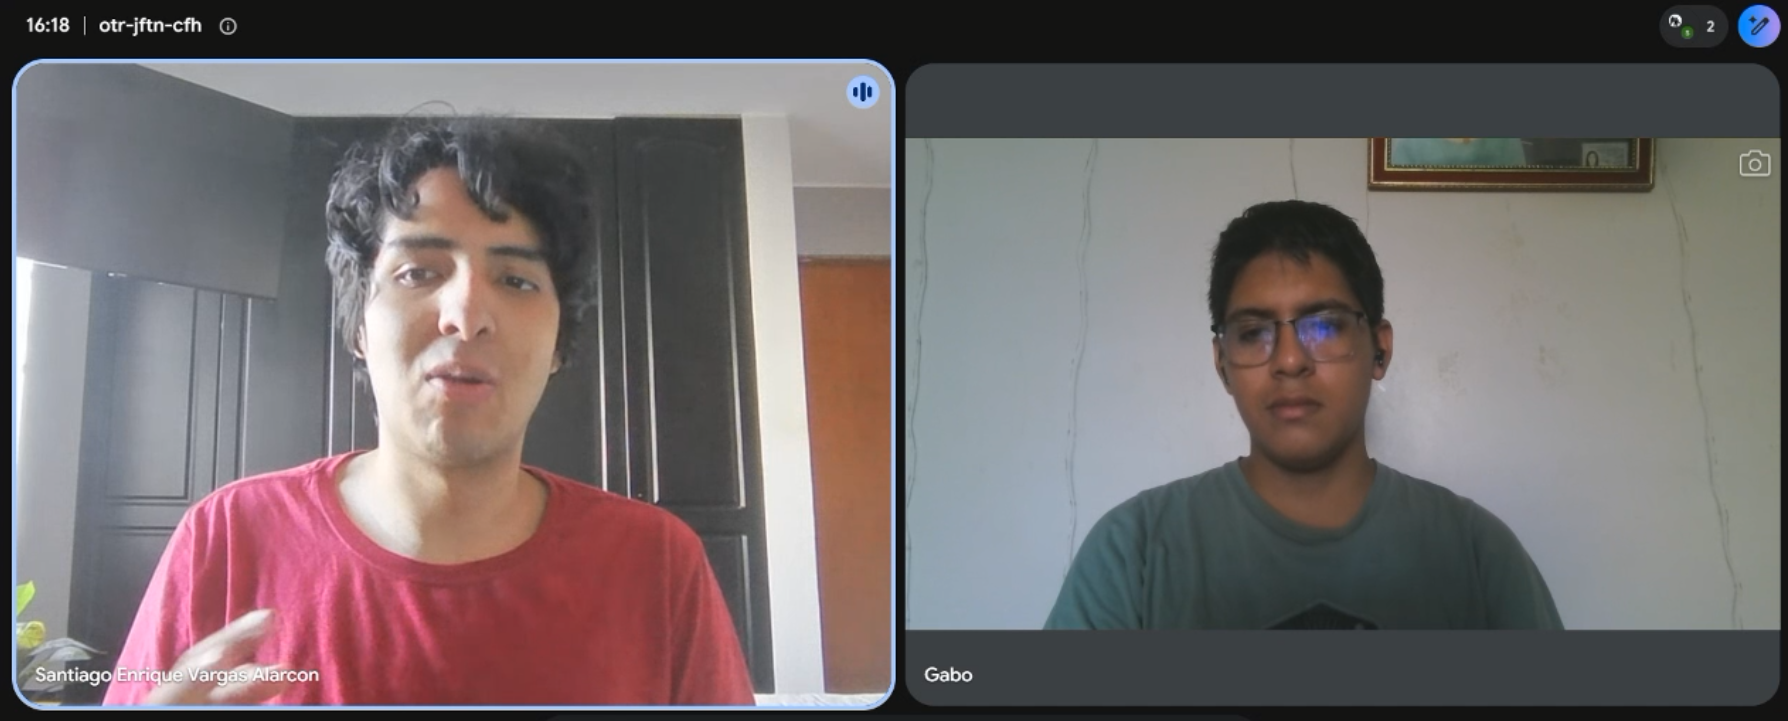 16:18 | otr-jftn-cfh
2
Santiago Enrique Vargas Alarcon
Gabo